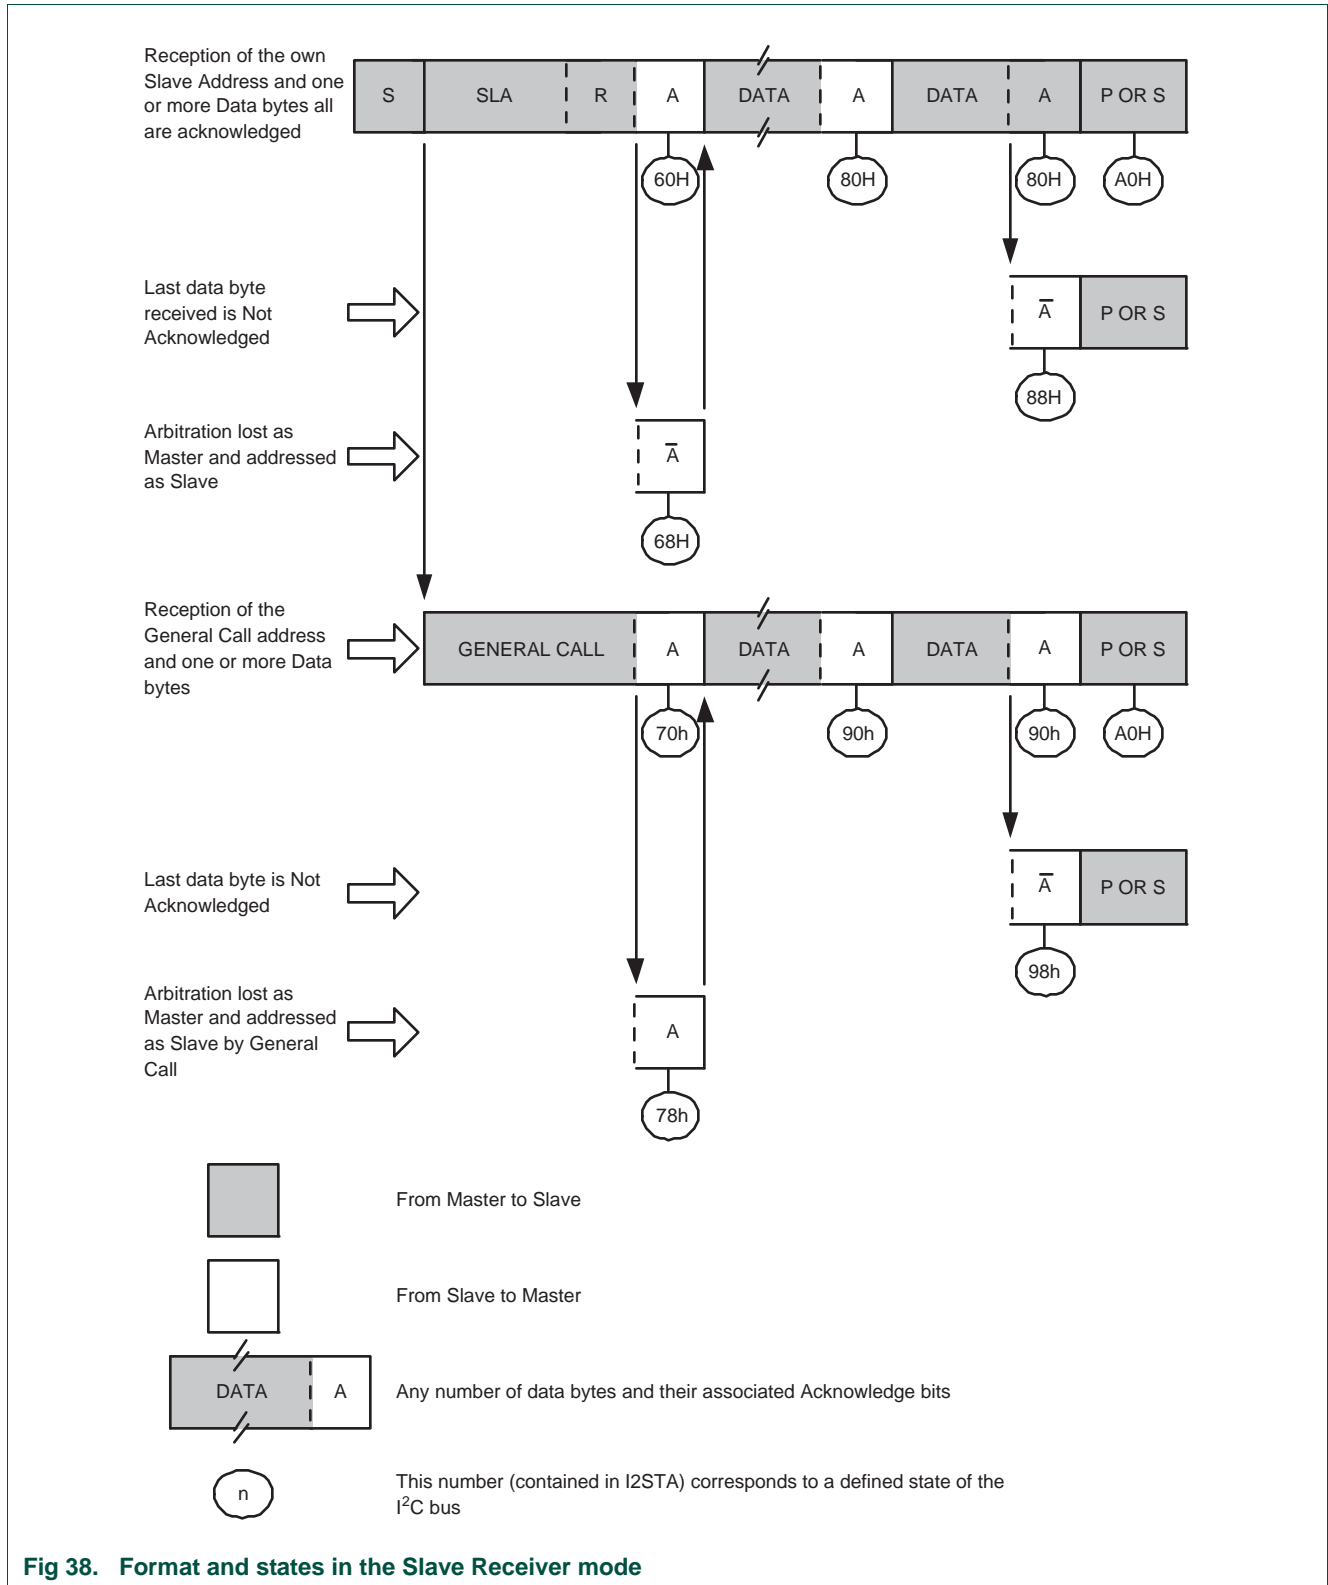 Reception of the own
Slave Address and one
or more Data bytes all
are acknowledged
S SLA R A DATA A DATA A P OR S
60H 80H 80H A0H
Last data byte
received is Not
Acknowledged
A̅ P OR S
88H
Arbitration lost as
Master and addressed
as Slave
A̅
68H
Reception of the
General Call address
and one or more Data
bytes
GENERAL CALL A DATA A DATA A P OR S
70h 90h 90h A0H
Last data byte is Not
Acknowledged
A̅ P OR S
98h
Arbitration lost as
Master and addressed
as Slave by General
Call
A
78h
From Master to Slave
From Slave to Master
DATA A Any number of data bytes and their associated Acknowledge bits
n
This number (contained in I2STA) corresponds to a defined state of the
I²C bus
Fig 38. Format and states in the Slave Receiver mode